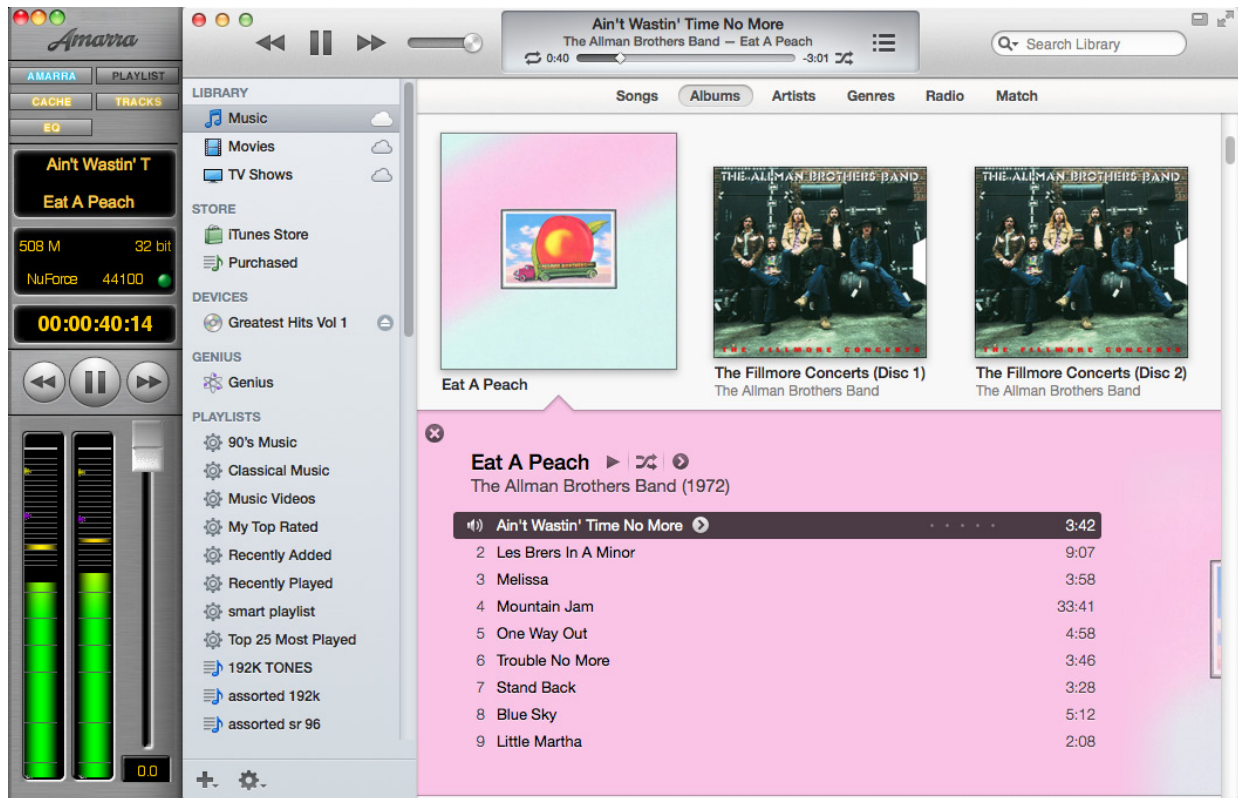 Amarra
AMARRA PLAYLIST
CACHE TRACKS
EQ
Ain't Wastin' T
Eat A Peach
508 M 32 bit
NuForce 44100
00:00:40:14
0.0
Ain't Wastin' Time No More
The Allman Brothers Band — Eat A Peach
0:40 -3:01
Search Library
LIBRARY
Music
Movies
TV Shows
STORE
iTunes Store
Purchased
DEVICES
Greatest Hits Vol 1
GENIUS
Genius
PLAYLISTS
90's Music
Classical Music
Music Videos
My Top Rated
Recently Added
Recently Played
smart playlist
Top 25 Most Played
192K TONES
assorted 192k
assorted sr 96
Songs Albums Artists Genres Radio Match
THE ALLMAN BROTHERS BAND
THE FILLMORE CONCERTS
THE ALLMAN BROTHERS BAND
THE FILLMORE CONCERTS
Eat A Peach
The Fillmore Concerts (Disc 1)
The Allman Brothers Band
The Fillmore Concerts (Disc 2)
The Allman Brothers Band
Eat A Peach
The Allman Brothers Band (1972)
Ain't Wastin' Time No More 3:42
2 Les Brers In A Minor 9:07
3 Melissa 3:58
4 Mountain Jam 33:41
5 One Way Out 4:58
6 Trouble No More 3:46
7 Stand Back 3:28
8 Blue Sky 5:12
9 Little Martha 2:08